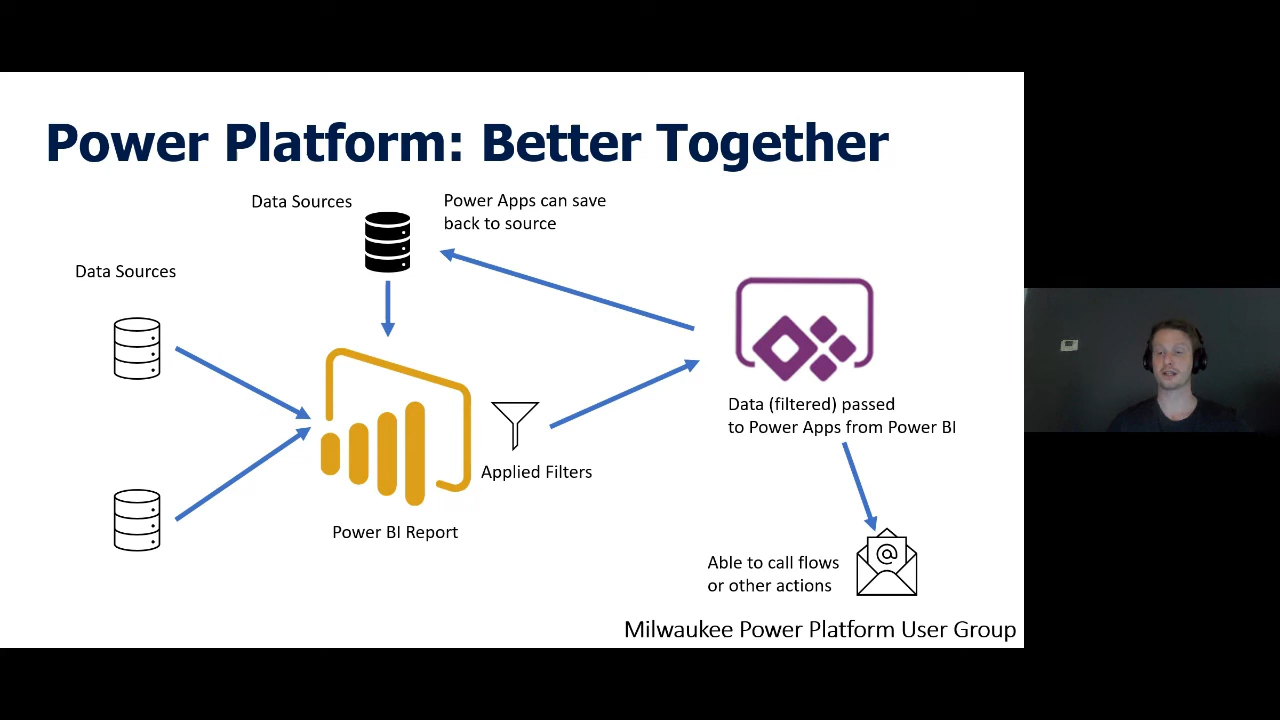 Power Platform: Better Together
Data Sources
Power Apps can save
back to source
Data Sources
Data (filtered) passed
to Power Apps from Power BI
Applied Filters
Power BI Report
Able to call flows
or other actions
@
Milwaukee Power Platform User Group